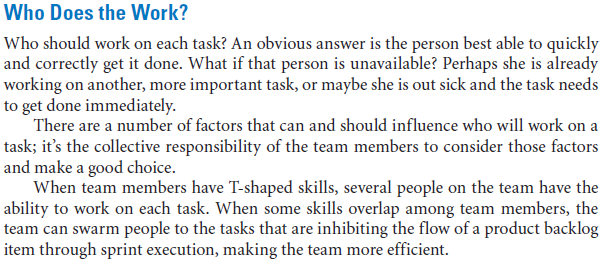 Who Does the Work?
Who should work on each task? An obvious answer is the person best able to quickly
and correctly get it done. What if that person is unavailable? Perhaps she is already
working on another, more important task, or maybe she is out sick and the task needs
to get done immediately.
There are a number of factors that can and should influence who will work on a
task; it's the collective responsibility of the team members to consider those factors
and make a good choice.
When team members have T-shaped skills, several people on the team have the
ability to work on each task. When some skills overlap among team members, the
team can swarm people to the tasks that are inhibiting the flow of a product backlog
item through sprint execution, making the team more efficient.